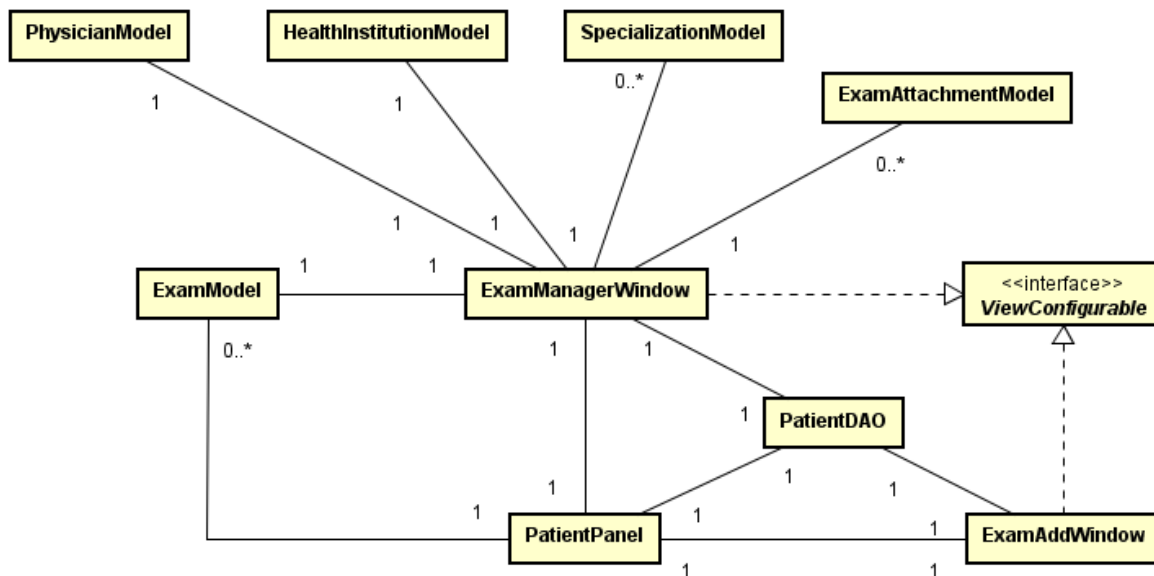 PhysicianModel
HealthInstitutionModel
SpecializationModel
ExamAttachmentModel
1
1
0..*
0..*
1
1
1
1
1
1
ExamModel
ExamManagerWindow
<<interface>>
ViewConfigurable
0..*
1
1
1
PatientDAO
1
1
1
1
1
1
1
PatientPanel
ExamAddWindow
1
1